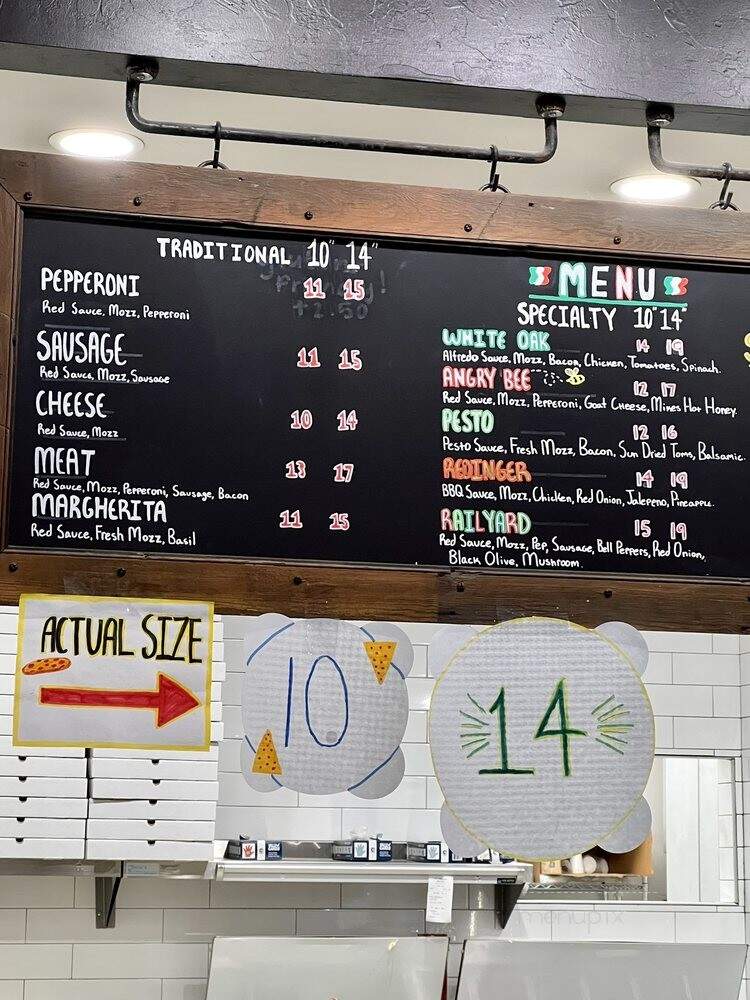 TRADITIONAL 10" 14"
PEPPERONI 11 15
Red Sauce, Mozz, Pepperoni
+2.50
SAUSAGE 11 15
Red Sauce, Mozz, Sausage
CHEESE 10 14
Red Sauce, Mozz
MEAT 13 17
Red Sauce, Mozz, Pepperoni, Sausage, Bacon
MARGHERITA 11 15
Red Sauce, Fresh Mozz, Basil
MENU
SPECIALTY 10" 14"
WHITE OAK 14 19
Alfredo Sauce, Mozz, Bacon, Chicken, Tomatoes, Spinach.
ANGRY BEE 12 17
Red Sauce, Mozz, Pepperoni, Goat Cheese, Mikes Hot Honey.
PESTO 12 16
Pesto Sauce, Fresh Mozz, Bacon, Sun Dried Toms, Balsamic.
REDINGER 14 19
BBQ Sauce, Mozz, Chicken, Red Onion, Jalepeno, Pineapple.
RAILYARD 15 19
Red Sauce, Mozz, Pep, Sausage, Bell Peppers, Red Onion,
Black Olive, Mushroom.
ACTUAL SIZE
10
14
menupix